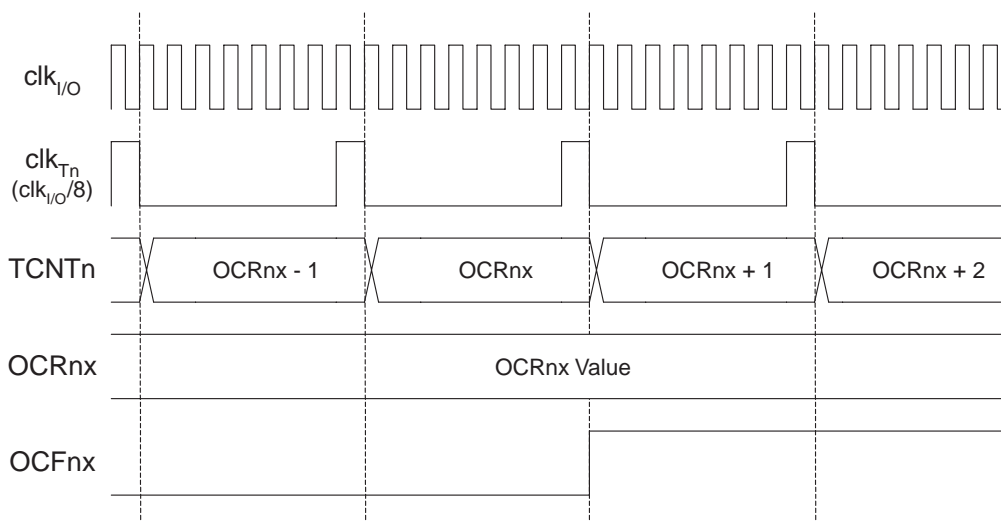 clkI/O
clkTn
(clkI/O/8)
TCNTn
OCRnx - 1
OCRnx
OCRnx + 1
OCRnx + 2
OCRnx
OCRnx Value
OCFnx